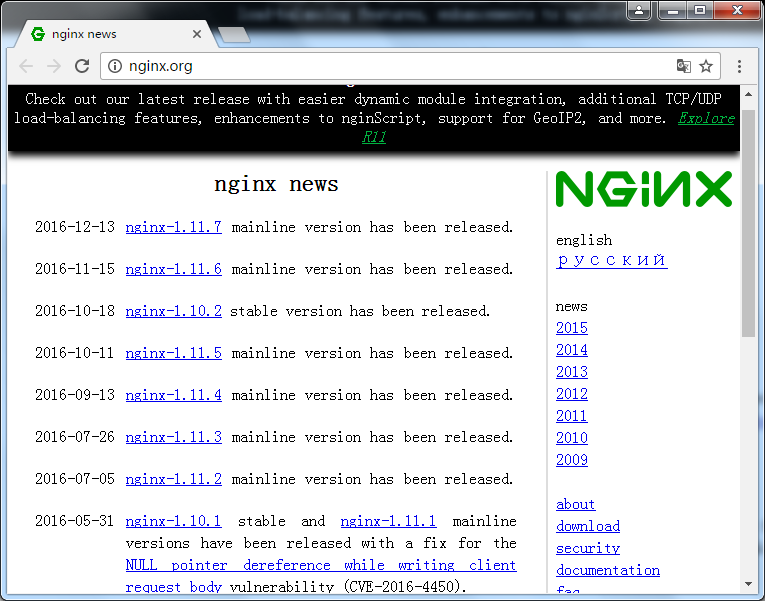 nginx news
nginx.org
Check out our latest release with easier dynamic module integration, additional TCP/UDP
load-balancing features, enhancements to nginScript, support for GeoIP2, and more. Explore
R11
nginx news
2016-12-13 nginx-1.11.7 mainline version has been released.
2016-11-15 nginx-1.11.6 mainline version has been released.
2016-10-18 nginx-1.10.2 stable version has been released.
2016-10-11 nginx-1.11.5 mainline version has been released.
2016-09-13 nginx-1.11.4 mainline version has been released.
2016-07-26 nginx-1.11.3 mainline version has been released.
2016-07-05 nginx-1.11.2 mainline version has been released.
2016-05-31 nginx-1.10.1 stable and nginx-1.11.1 mainline
versions have been released with a fix for the
NULL pointer dereference while writing client
request body vulnerability (CVE-2016-4450).
NGiNX
english
русский
news
2015
2014
2013
2012
2011
2010
2009
about
download
security
documentation
faq